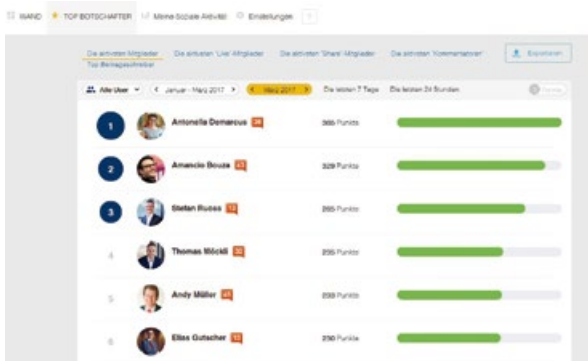 WAND TOP BOTSCHAFTER Meine Soziale Aktivität Einstellungen ?
Die aktivsten Mitglieder Die aktivsten 'Like'-Mitglieder Die aktivsten 'Share'-Mitglieder Die aktivsten 'Kommentatoren' Exportieren
Top Beitragsschreiber
Alle User Januar - März 2017 März 2017 Die letzten 7 Tage Die letzten 24 Stunden
1 Antonella Demarcus Punkte
2 Amancio Bouza Punkte
3 Stefan Punkte
4 Thomas Möckli Punkte
5 Andy Müller Punkte
6 Elias Gutscher Punkte